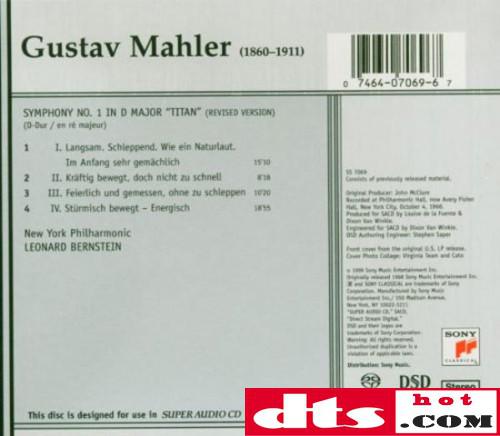 Gustav Mahler (1860–1911)
0 7464-07069-6 7
SYMPHONY NO. 1 IN D MAJOR "TITAN" (REVISED VERSION)
(D-Dur / en ré majeur)
1 I. Langsam. Schleppend. Wie ein Naturlaut.
Im Anfang sehr gemächlich 15'10
2 II. Kräftig bewegt, doch nicht zu schnell 8'18
3 III. Feierlich und gemessen, ohne zu schleppen 10'20
4 IV. Stürmisch bewegt – Energisch 18'55
New York Philharmonic
LEONARD BERNSTEIN
SS 7069
Consists of previously released material.
Original Producer: John McClure
Recorded at Philharmonic Hall, now Avery Fisher
Hall, New York City, October 4, 1966.
Produced for SACD by Louise de la Fuente &
Dixon Van Winkle.
Engineered for SACD by Dixon Van Winkle.
DSD Authoring Engineer: Stephen Saper
Front cover from the original U.S. LP release.
Cover Photo Collage: Virginia Team and
℗ 1999 Sony Music Entertainment Inc.
Originally released 1968 Sony Music Entertainment Inc.
and SONY CLASSICAL are trademarks of Sony
Corporation. Manufactured by Sony Music
Entertainment Inc./ 550 Madison Avenue,
New York, NY 10022-3211
"SUPER AUDIO CD," SACD,
"Direct Stream Digital,"
DSD and their logos are
trademarks of Sony Corporation.
Warning: All rights reserved.
Unauthorized duplication is a
violation of applicable laws.
SONY
CLASSICAL
DSD
Stereo
This disc is designed for use in SUPER AUDIO CD
dts hot
.COM